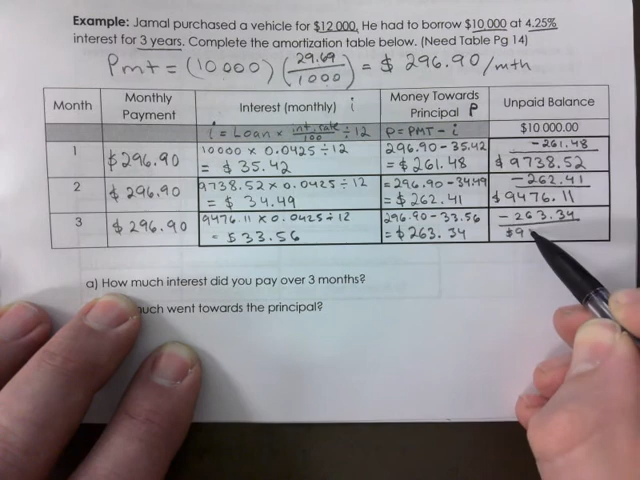 Example: Jamal purchased a vehicle for $12 000. He had to borrow $10 000 at 4.25%
interest for 3 years. Complete the amortization table below. (Need Table Pg 14)
Pmt = (10 000) (29.69/1000) = $ 296.90/mth
Month Monthly Payment Interest (monthly) i Money Towards Principal P Unpaid Balance
i = Loan × int. rate/100 ÷ 12 P = PMT - i $10 000.00
1 $296.90 10000 × 0.0425 ÷ 12 296.90 - 35.42 - 261.48
= $ 35.42 = $ 261.48 $ 9738.52
2 $ 296.90 9738.52 × 0.0425 ÷ 12 = 296.90 - 34.49 - 262.41
= $ 34.49 = $ 262.41 $9476.11
3 $ 296.90 9476.11 × 0.0425 ÷ 12 296.90 - 33.56 - 263.34
= $33.56 = $ 263.34 $9
a) How much interest did you pay over 3 months?
much went towards the principal?